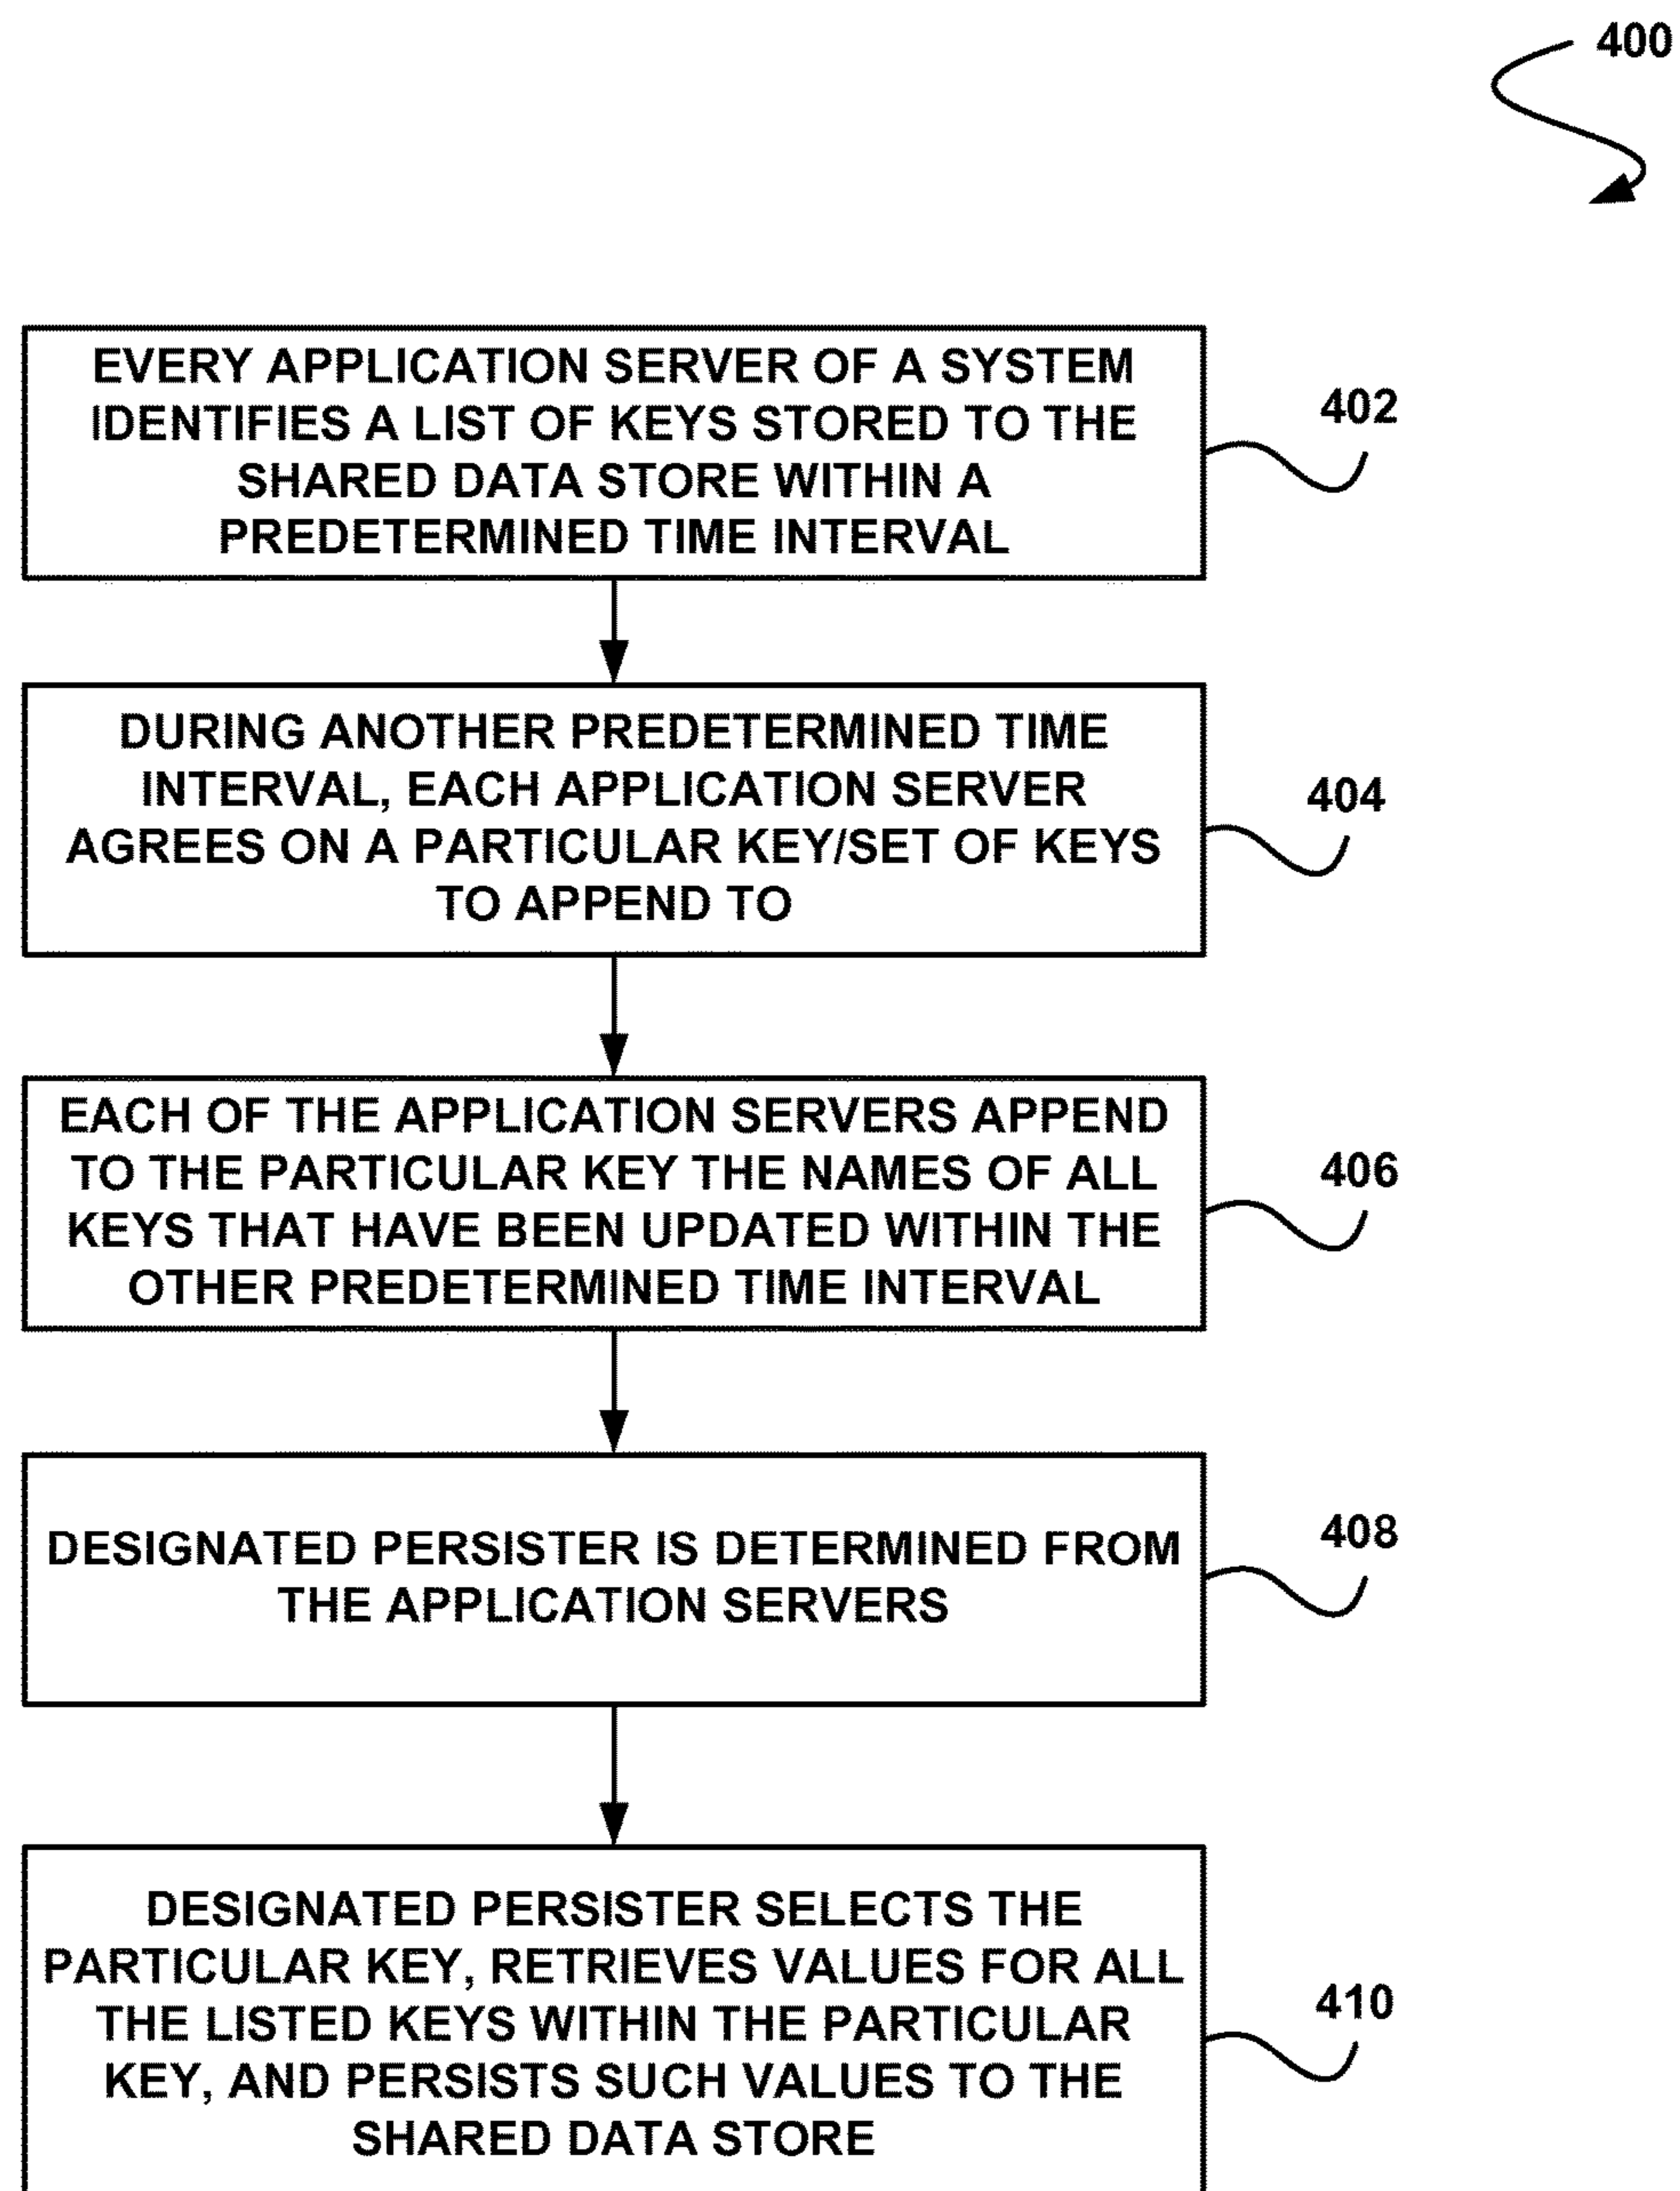 400
EVERY APPLICATION SERVER OF A SYSTEM
IDENTIFIES A LIST OF KEYS STORED TO THE
SHARED DATA STORE WITHIN A
PREDETERMINED TIME INTERVAL
402
DURING ANOTHER PREDETERMINED TIME
INTERVAL, EACH APPLICATION SERVER
AGREES ON A PARTICULAR KEY/SET OF KEYS
TO APPEND TO
404
EACH OF THE APPLICATION SERVERS APPEND
TO THE PARTICULAR KEY THE NAMES OF ALL
KEYS THAT HAVE BEEN UPDATED WITHIN THE
OTHER PREDETERMINED TIME INTERVAL
406
DESIGNATED PERSISTER IS DETERMINED FROM
THE APPLICATION SERVERS
408
DESIGNATED PERSISTER SELECTS THE
PARTICULAR KEY, RETRIEVES VALUES FOR ALL
THE LISTED KEYS WITHIN THE PARTICULAR
KEY, AND PERSISTS SUCH VALUES TO THE
SHARED DATA STORE
410